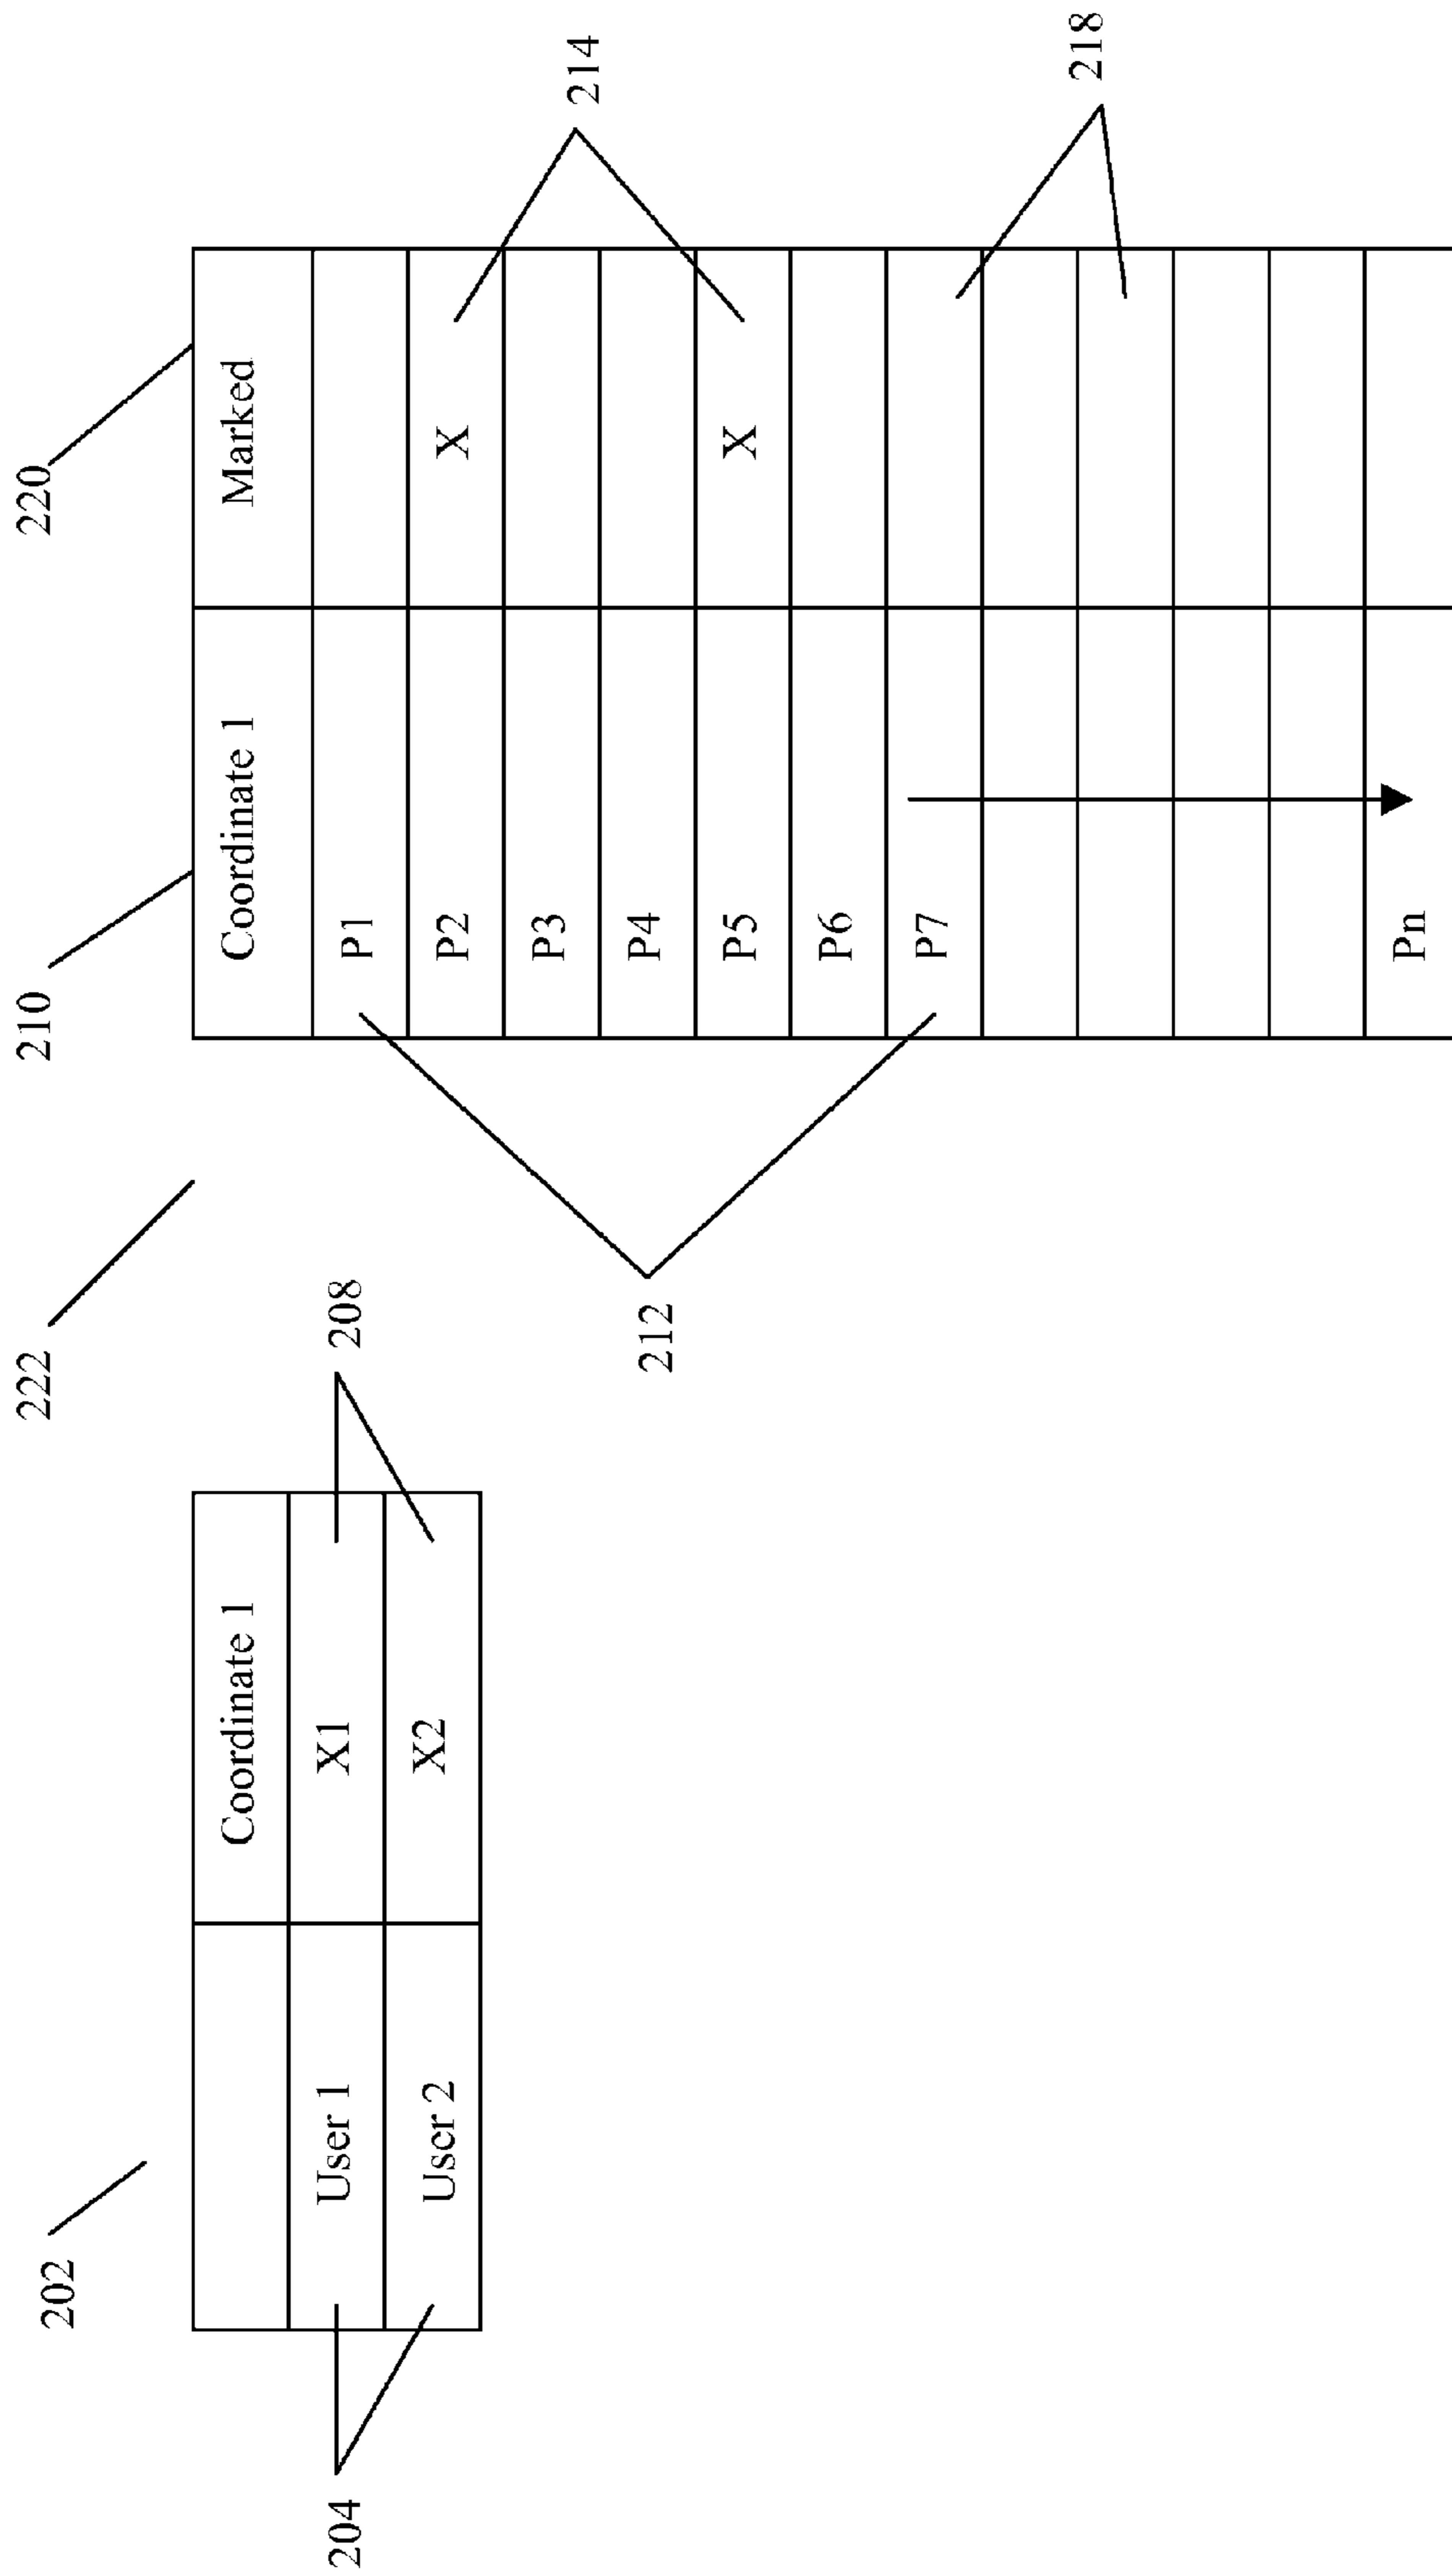 202
204
Coordinate 1
User 1 X1
User 2 X2
208
222
210
220
Coordinate 1 Marked
P1
P2 X
P3
P4
P5 X
P6
P7
Pn
212
214
218